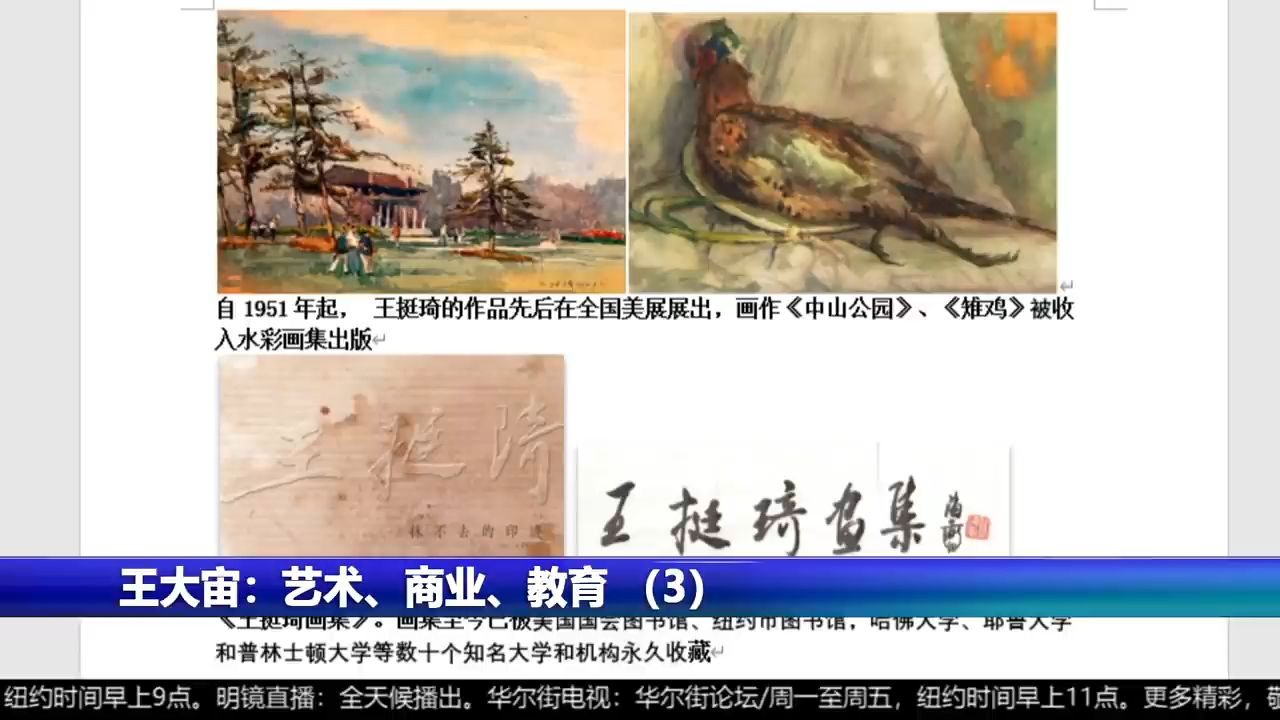 自 1951 年起， 王挺琦的作品先后在全国美展展出，画作《中山公园》、《雉鸡》被收
入水彩画集出版
王挺琦
抹不去的印迹
王挺琦画集
王大宙：艺术、商业、教育 （3）
《王挺琦画集》。画集至今已被美国国会图书馆、纽约市图书馆，哈佛大学、耶鲁大学
和普林士顿大学等数十个知名大学和机构永久收藏
纽约时间早上9点。明镜直播：全天候播出。华尔街电视：华尔街论坛/周一至周五，纽约时间早上11点。更多精彩，敬